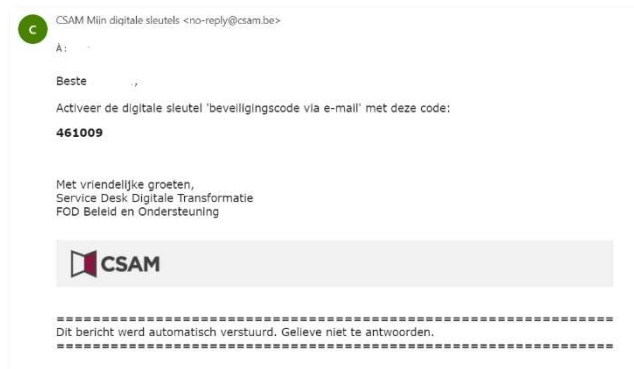 C
CSAM Mijn digitale sleutels <no-reply@csam.be>
À:
Beste ,
Activeer de digitale sleutel 'beveiligingscode via e-mail' met deze code:
461009
Met vriendelijke groeten,
Service Desk Digitale Transformatie
FOD Beleid en Ondersteuning
CSAM
==============================================================
Dit bericht werd automatisch verstuurd. Gelieve niet te antwoorden.
==============================================================